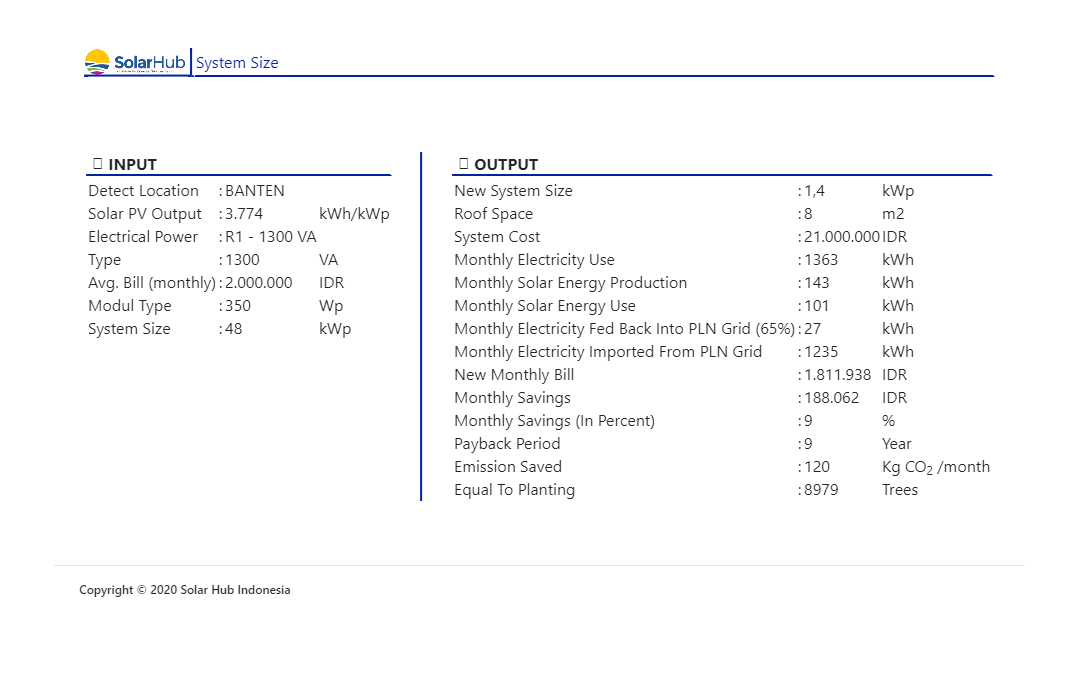 SolarHub System Size
INPUT
Detect Location : BANTEN
Solar PV Output : 3.774 kWh/kWp
Electrical Power : R1 - 1300 VA
Type : 1300 VA
Avg. Bill (monthly) : 2.000.000 IDR
Modul Type : 350 Wp
System Size : 48 kWp
OUTPUT
New System Size : 1,4 kWp
Roof Space : 8 m2
System Cost : 21.000.000 IDR
Monthly Electricity Use : 1363 kWh
Monthly Solar Energy Production : 143 kWh
Monthly Solar Energy Use : 101 kWh
Monthly Electricity Fed Back Into PLN Grid (65%) : 27 kWh
Monthly Electricity Imported From PLN Grid : 1235 kWh
New Monthly Bill : 1.811.938 IDR
Monthly Savings : 188.062 IDR
Monthly Savings (In Percent) : 9 %
Payback Period : 9 Year
Emission Saved : 120 Kg CO₂ /month
Equal To Planting : 8979 Trees
Copyright © 2020 Solar Hub Indonesia